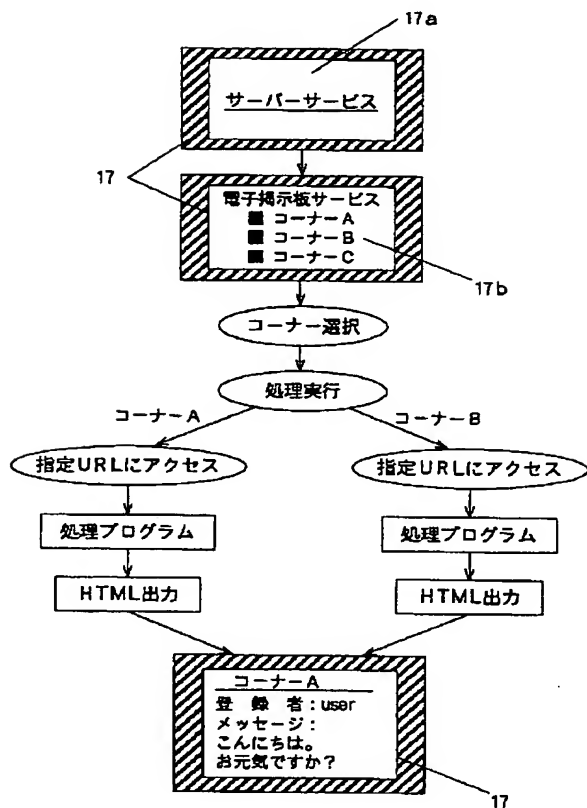 17a
サーバーサービス
17
電子掲示板サービス
■ コーナーA
■ コーナーB
■ コーナーC
17b
コーナー選択
処理実行
コーナーA
コーナーB
指定URLにアクセス
指定URLにアクセス
処理プログラム
処理プログラム
HTML出力
HTML出力
コーナーA
登 録 者：user
メッセージ：
こんにちは。
お元気ですか？
17